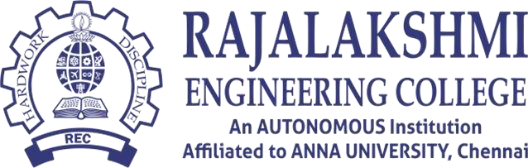 HARDWORK
DISCIPLINE
REC
RAJALAKSHMI
ENGINEERING COLLEGE
An AUTONOMOUS Institution
Affiliated to ANNA UNIVERSITY, Chennai